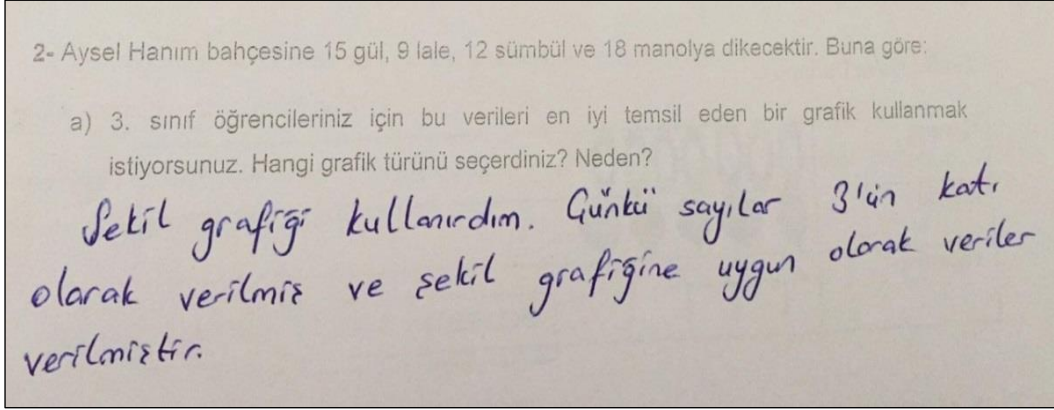 2- Aysel Hanım bahçesine 15 gül, 9 lale, 12 sümbül ve 18 manolya dikecektir. Buna göre:
a) 3. sınıf öğrencileriniz için bu verileri en iyi temsil eden bir grafik kullanmak
istiyorsunuz. Hangi grafik türünü seçerdiniz? Neden?
Şekil grafiği kullanırdım. Çünkü sayılar 3'ün katı
olarak verilmiş ve şekil grafiğine uygun olarak veriler
verilmiştir.